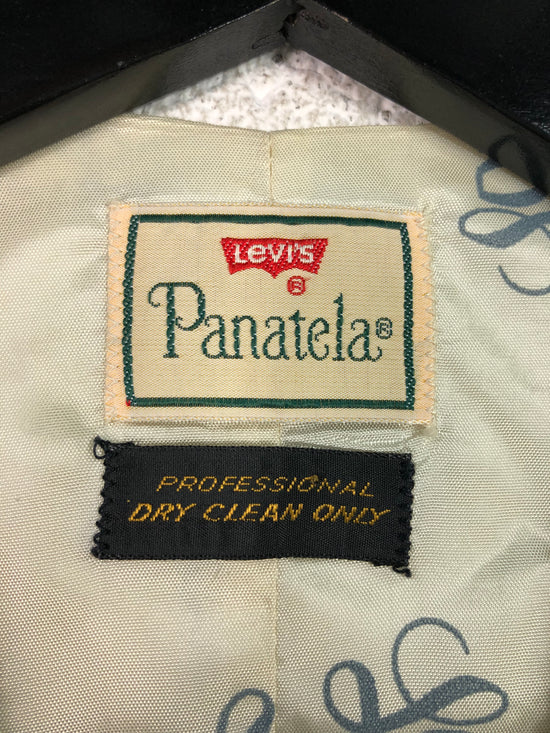 Levi's
®
Panatela®
PROFESSIONAL
DRY CLEAN ONLY